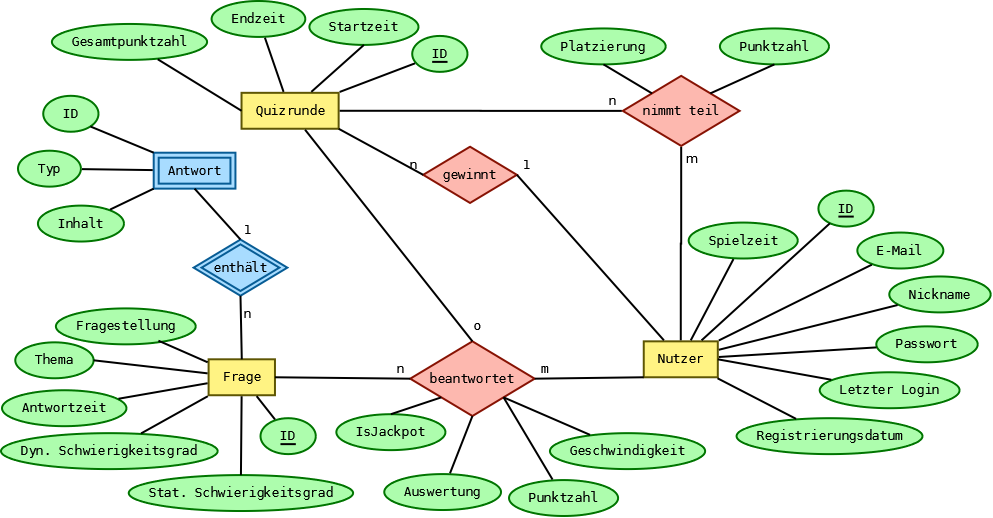 Endzeit
Startzeit
Gesamtpunktzahl
ID
Platzierung
Punktzahl
Quizrunde
n
nimmt teil
ID
m
Typ
Antwort
n
gewinnt
1
Inhalt
ID
Spielzeit
1
E-Mail
enthält
Nickname
n
Fragestellung
o
Passwort
Thema
Nutzer
Frage
n
beantwortet
m
Letzter Login
Antwortzeit
IsJackpot
ID
Registrierungsdatum
Dyn. Schwierigkeitsgrad
Geschwindigkeit
Stat. Schwierigkeitsgrad
Auswertung
Punktzahl